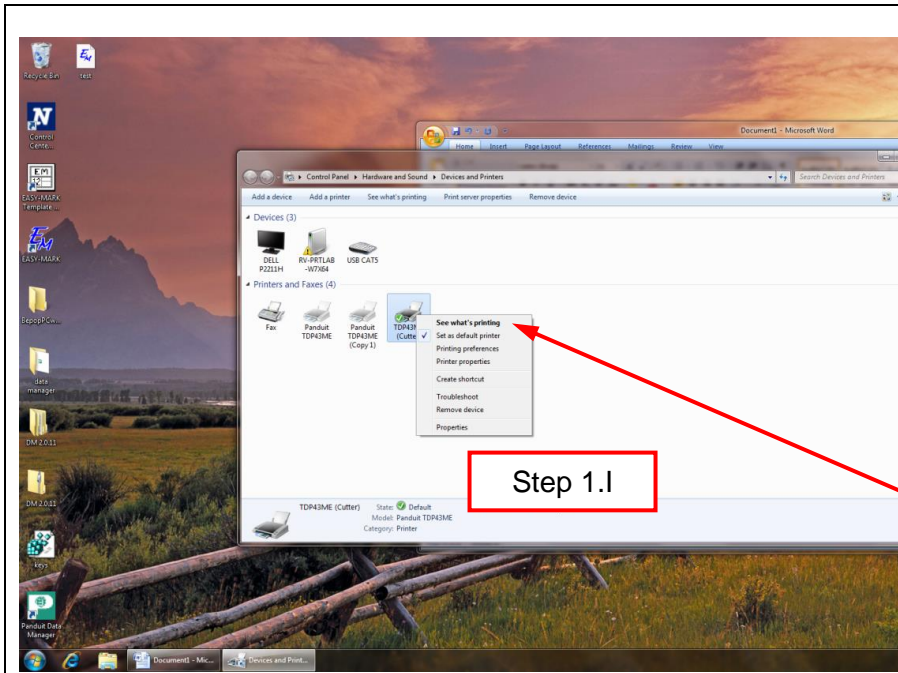 Recycle Bin
test
Control
Cente...
EM
12
EASY-MARK
Template ...
EM
EASY-MARK
BepopPCw...
data
manager
DM 2.0.11
DM 2.0.11
-keys
Panduit Data
Manager
Document1 - Microsoft Word
Home Insert Page Layout References Mailings Review View
Control Panel Hardware and Sound Devices and Printers
Search Devices and Printers
Add a device Add a printer See what's printing Print server properties Remove device
Devices (3)
DELL
P2211H
RV-PRTLAB
-W7X64
USB CAT5
Printers and Faxes (4)
Fax
Panduit
TDP43ME
Panduit
TDP43ME
(Copy 1)
TDP43M
(Cutte
See what's printing
Set as default printer
Printing preferences
Printer properties
Create shortcut
Troubleshoot
Remove device
Properties
Step 1.I
TDP43ME (Cutter) State: Default
Model: Panduit TDP43ME
Category: Printer
Document1 - Mic...
Devices and Print...